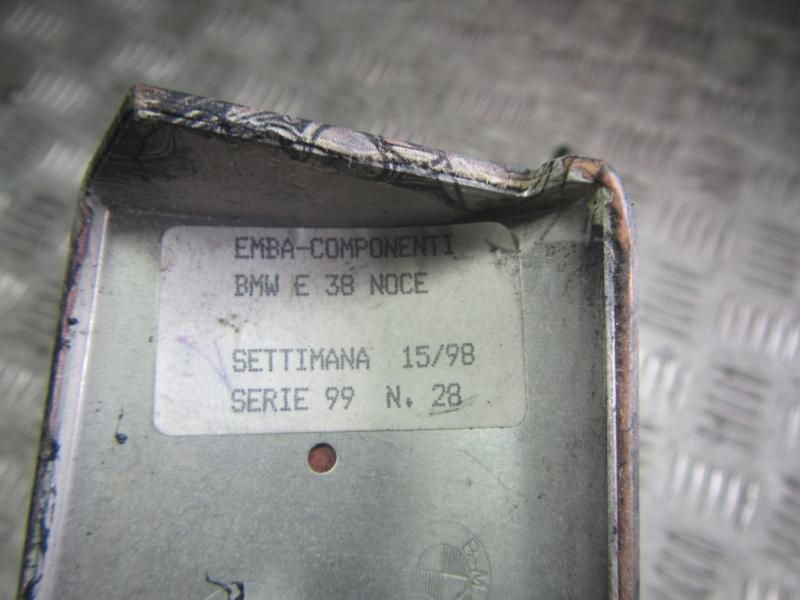 EMBA-COMPONENTI
BMW E 38 NOCE
SETTIMANA 15/98
SERIE 99 N. 28